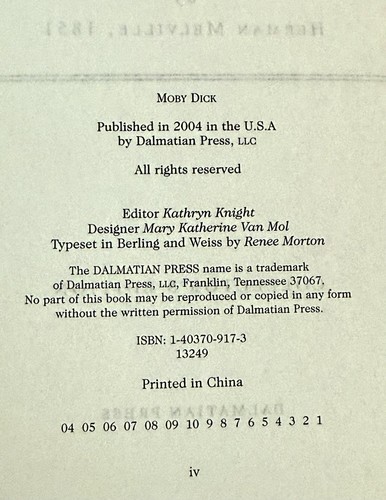 MOBY DICK
Published in 2004 in the U.S.A
by Dalmatian Press, LLC
All rights reserved
Editor Kathryn Knight
Designer Mary Katherine Van Mol
Typeset in Berling and Weiss by Renee Morton
The DALMATIAN PRESS name is a trademark
of Dalmatian Press, LLC, Franklin, Tennessee 37067.
No part of this book may be reproduced or copied in any form
without the written permission of Dalmatian Press.
ISBN: 1-40370-917-3
13249
Printed in China
04 05 06 07 08 09 10 9 8 7 6 5 4 3 2 1
iv